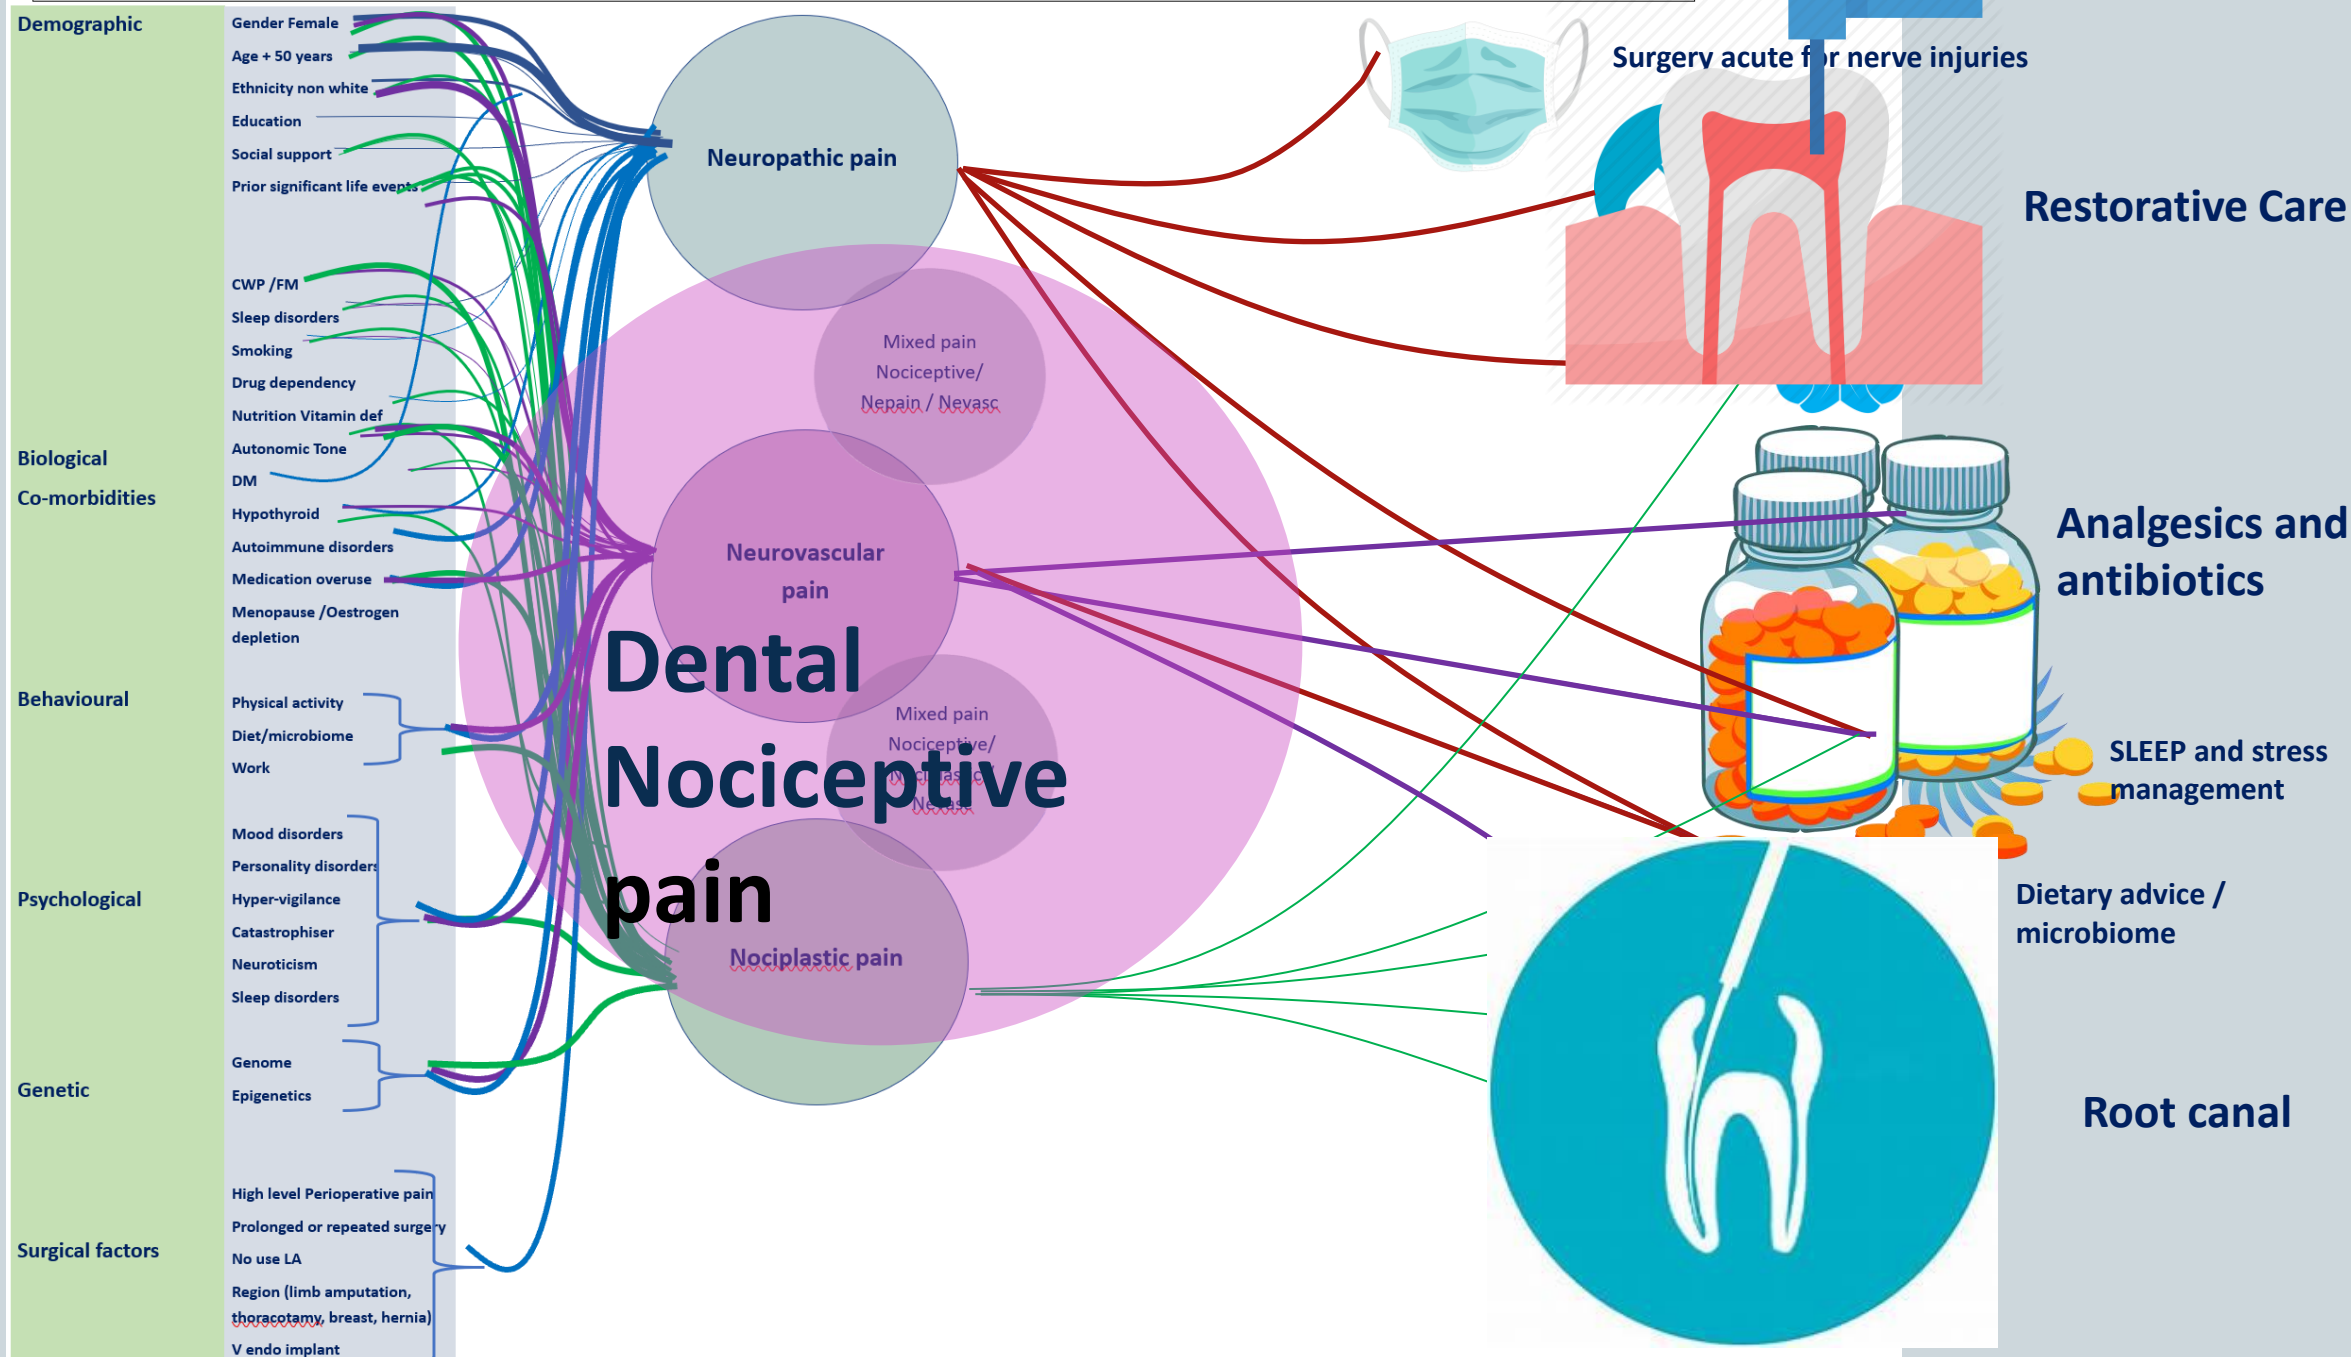 Demographic
Gender Female
Age + 50 years
Ethnicity non white
Education
Social support
Prior significant life events
Biological
Co-morbidities
CWP /FM
Sleep disorders
Smoking
Drug dependency
Nutrition Vitamin def
Autonomic Tone
DM
Hypothyroid
Autoimmune disorders
Medication overuse
Menopause /Oestrogen
depletion
Behavioural
Physical activity
Diet/microbiome
Work
Psychological
Mood disorders
Personality disorders
Hyper-vigilance
Catastrophiser
Neuroticism
Sleep disorders
Genetic
Genome
Epigenetics
Surgical factors
High level Perioperative pain
Prolonged or repeated surgery
No use LA
Region (limb amputation,
thoracotamy, breast, hernia)
V endo implant
Neuropathic pain
Mixed pain
Nociceptive/
Nepain / Nevasc
Neurovascular
pain
Dental
Nociceptive
pain
Mixed pain
Nociceptive/
Nevasc
Nociplastic pain
Surgery acute for nerve injuries
Restorative Care
Analgesics and
antibiotics
SLEEP and stress
management
Dietary advice /
microbiome
Root canal